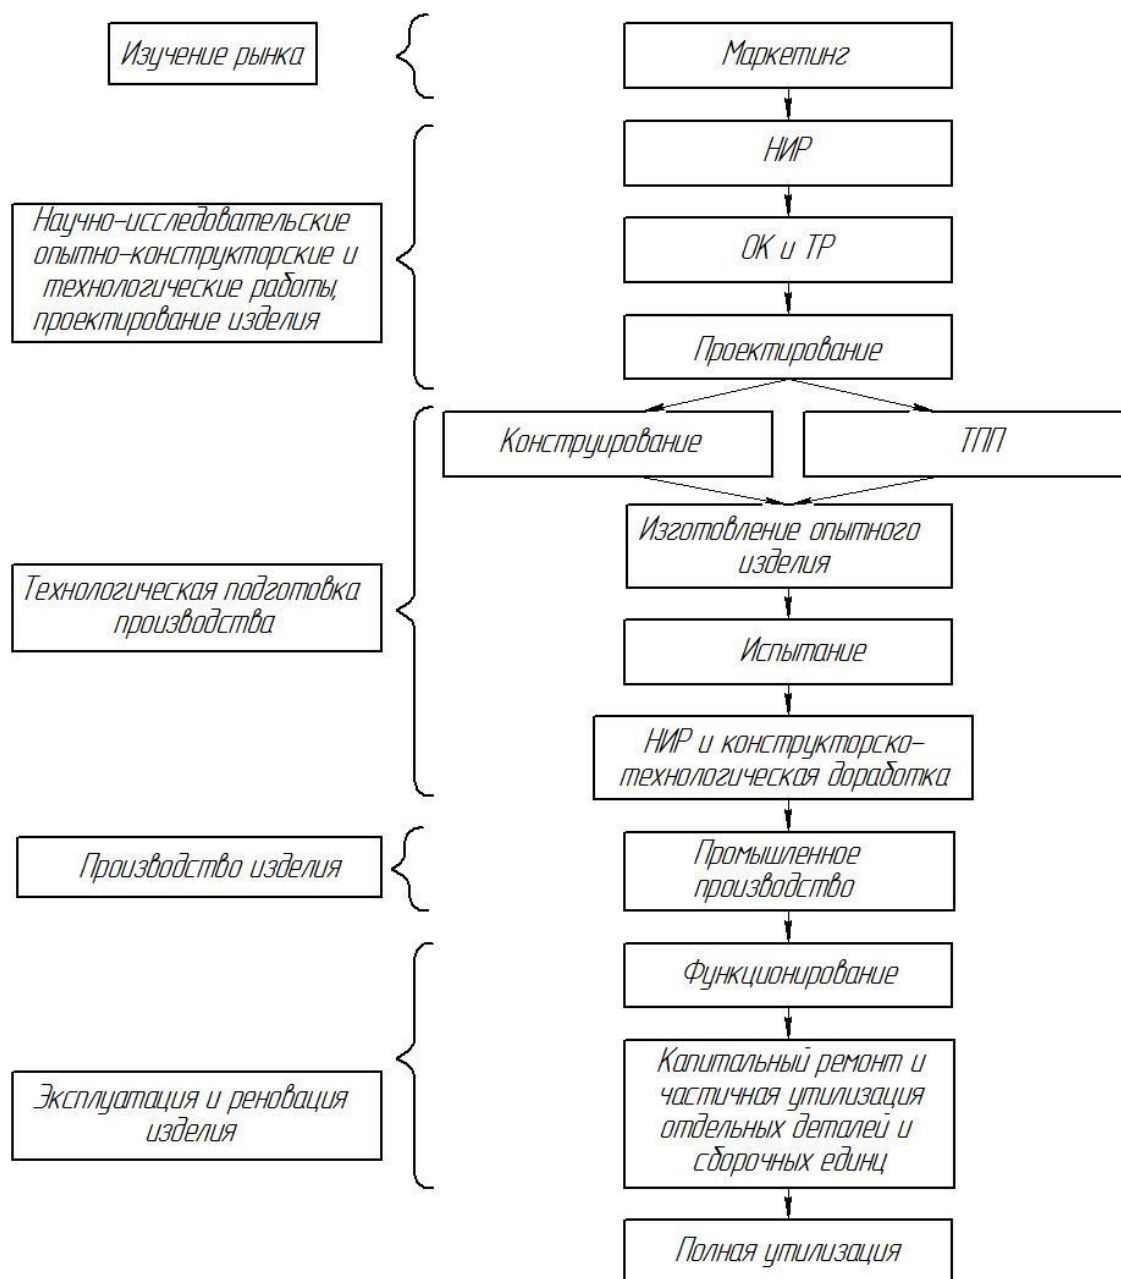 Изучение рынка
Маркетинг
НИР
Научно-исследовательские
опытно-конструкторские и
технологические работы,
проектирование изделия
ОК и ТР
Проектирование
Конструирование
ТПП
Изготовление опытного
изделия
Технологическая подготовка
производства
Испытание
НИР и конструкторско-
технологическая доработка
Производство изделия
Промышленное
производство
Функционирование
Эксплуатация и реновация
изделия
Капитальный ремонт и
частичная утилизация
отдельных деталей и
сборочных единц
Полная утилизация